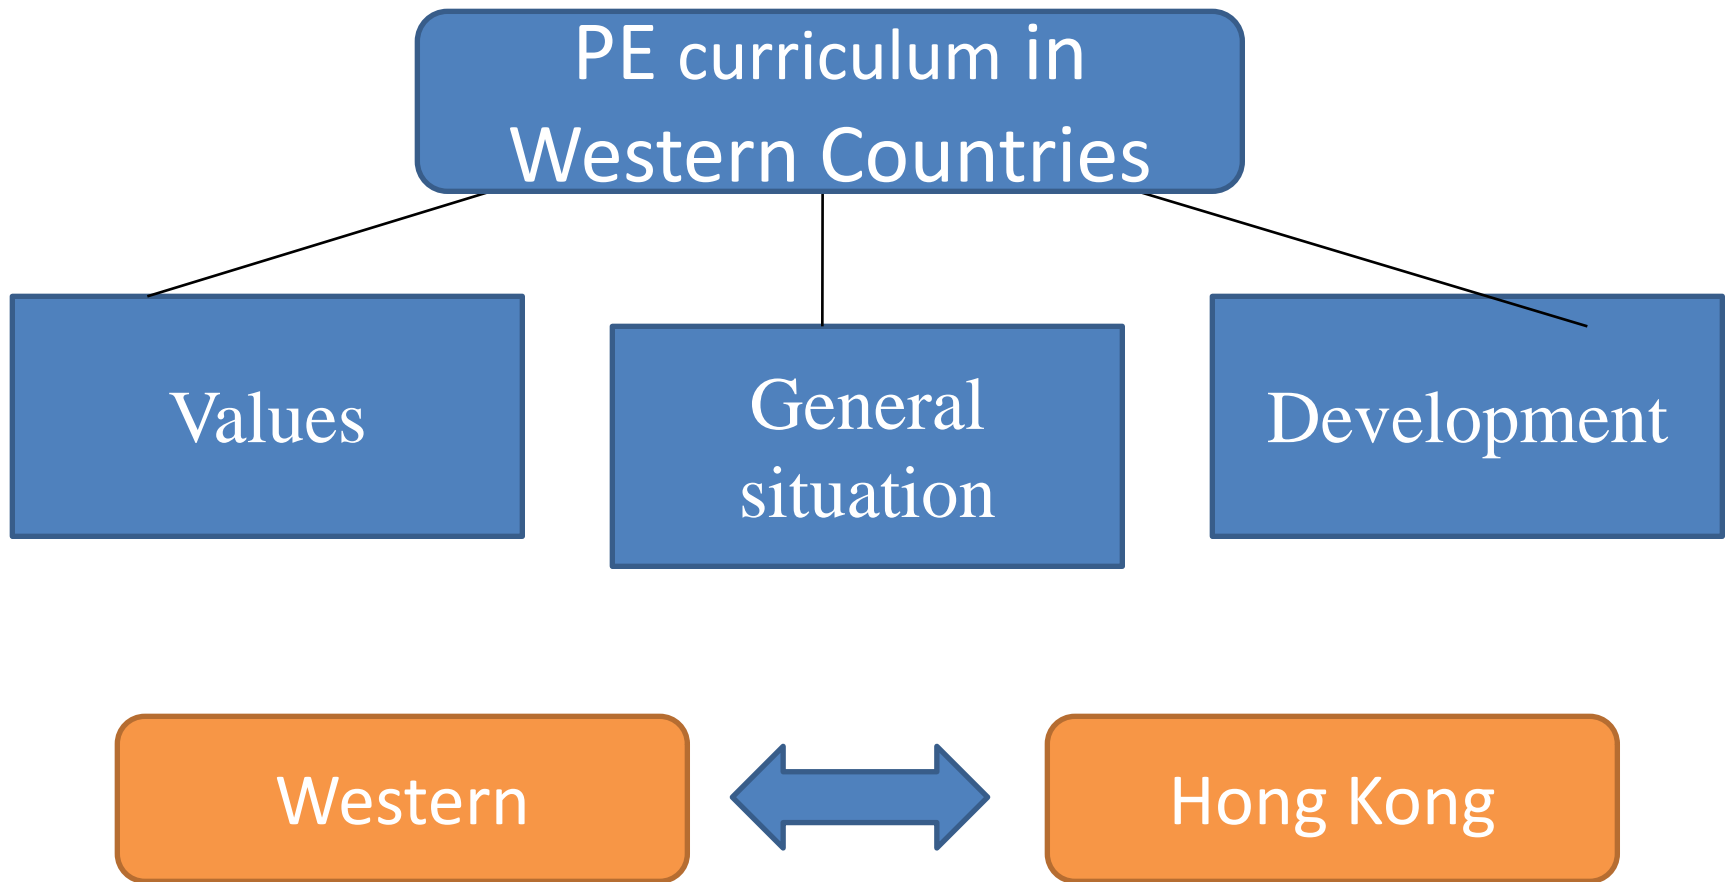 PE curriculum in
Western Countries
Values
General
situation
Development
Western
Hong Kong